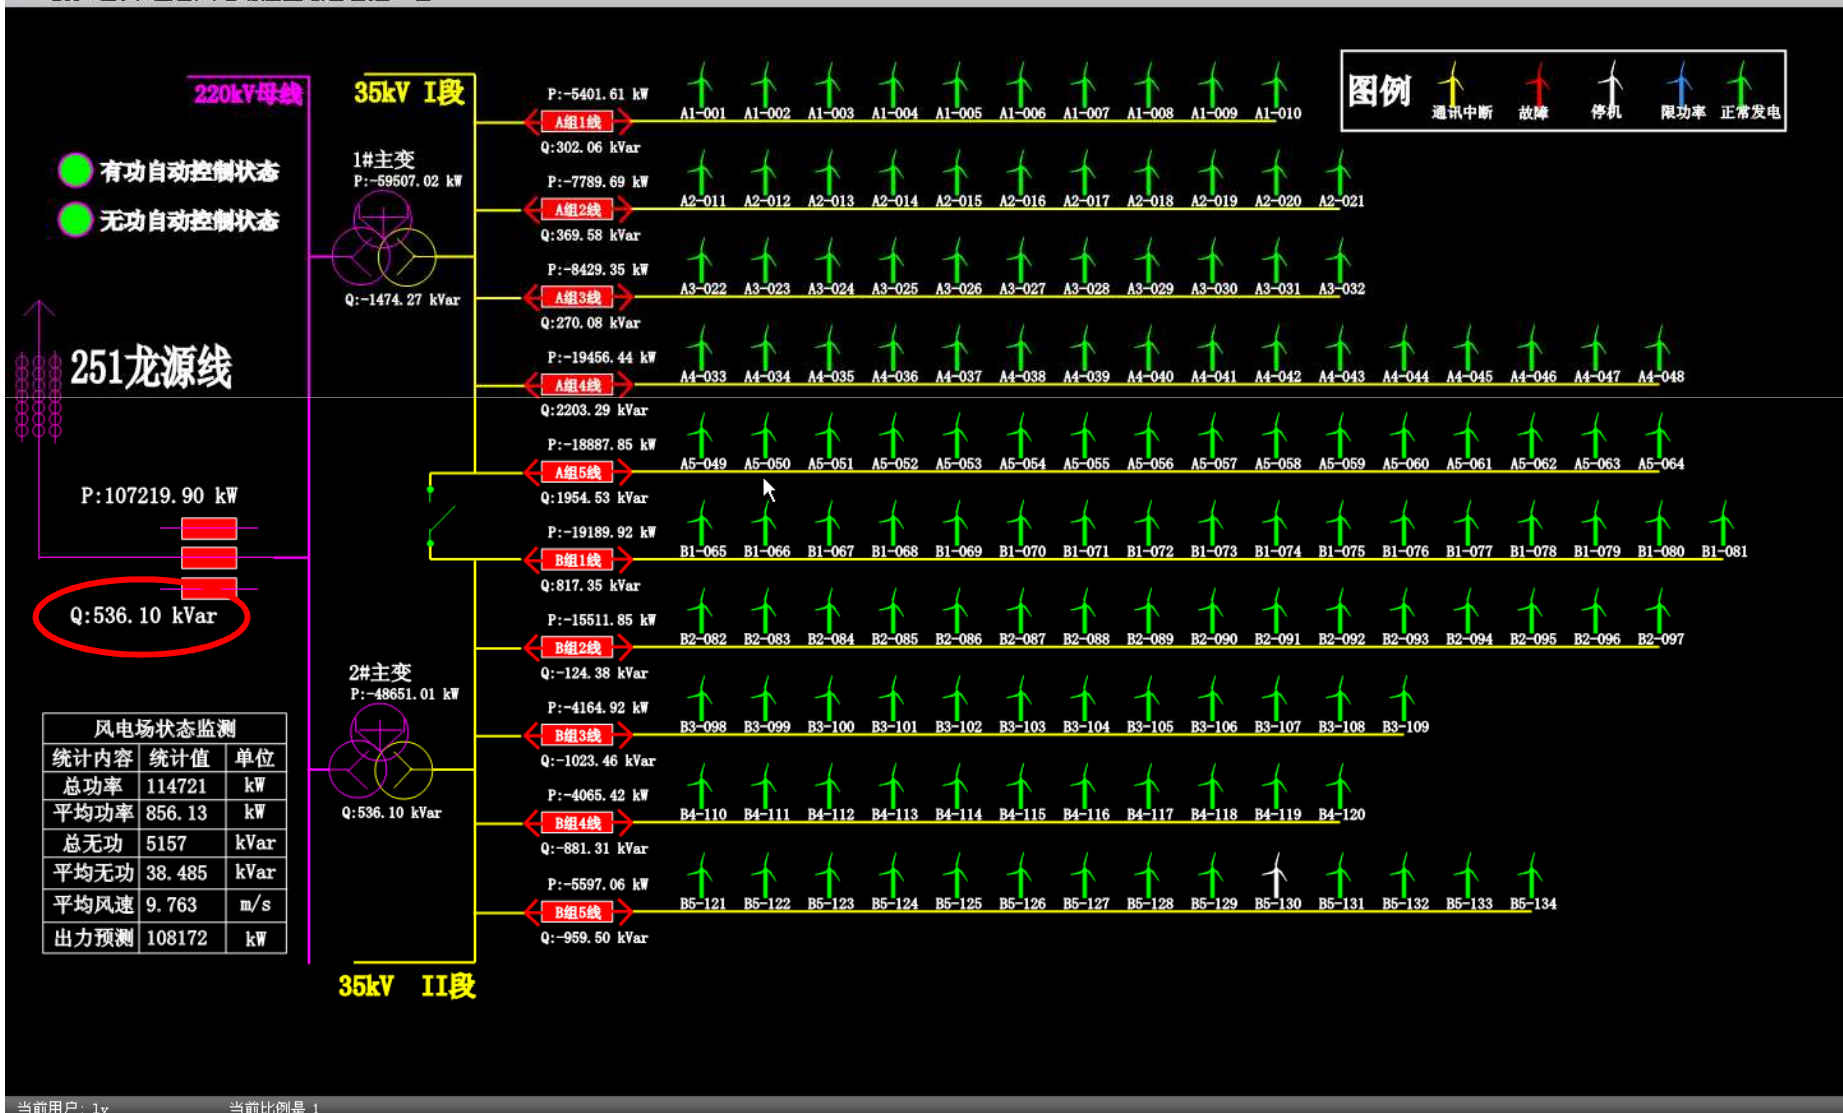 220kV母线
有功自动控制状态
无功自动控制状态
251龙源线
P:107219.90 kW
Q:536.10 kVar
风电场状态监测
统计内容 统计值 单位
总功率 114721 kW
平均功率 856.13 kW
总无功 5157 kVar
平均无功 38.485 kVar
平均风速 9.763 m/s
出力预测 108172 kW
35kV I段
1#主变
P:-59507.02 kW
Q:-1474.27 kVar
2#主变
P:-48651.01 kW
Q:536.10 kVar
35kV II段
图例
通讯中断 故障 停机 限功率 正常发电
P:-5401.61 kW
A组1线
Q:302.06 kVar
A1-001 A1-002 A1-003 A1-004 A1-005 A1-006 A1-007 A1-008 A1-009 A1-010
P:-7789.69 kW
A组2线
Q:369.58 kVar
A2-011 A2-012 A2-013 A2-014 A2-015 A2-016 A2-017 A2-018 A2-019 A2-020 A2-021
P:-8429.35 kW
A组3线
Q:270.08 kVar
A3-022 A3-023 A3-024 A3-025 A3-026 A3-027 A3-028 A3-029 A3-030 A3-031 A3-032
P:-19456.44 kW
A组4线
Q:2203.29 kVar
A4-033 A4-034 A4-035 A4-036 A4-037 A4-038 A4-039 A4-040 A4-041 A4-042 A4-043 A4-044 A4-045 A4-046 A4-047 A4-048
P:-18887.85 kW
A组5线
Q:1954.53 kVar
A5-049 A5-050 A5-051 A5-052 A5-053 A5-054 A5-055 A5-056 A5-057 A5-058 A5-059 A5-060 A5-061 A5-062 A5-063 A5-064
P:-19189.92 kW
B组1线
Q:817.35 kVar
B1-065 B1-066 B1-067 B1-068 B1-069 B1-070 B1-071 B1-072 B1-073 B1-074 B1-075 B1-076 B1-077 B1-078 B1-079 B1-080 B1-081
P:-15511.85 kW
B组2线
Q:-124.38 kVar
B2-082 B2-083 B2-084 B2-085 B2-086 B2-087 B2-088 B2-089 B2-090 B2-091 B2-092 B2-093 B2-094 B2-095 B2-096 B2-097
P:-4164.92 kW
B组3线
Q:-1023.46 kVar
B3-098 B3-099 B3-100 B3-101 B3-102 B3-103 B3-104 B3-105 B3-106 B3-107 B3-108 B3-109
P:-4065.42 kW
B组4线
Q:-881.31 kVar
B4-110 B4-111 B4-112 B4-113 B4-114 B4-115 B4-116 B4-117 B4-118 B4-119 B4-120
P:-5597.06 kW
B组5线
Q:-959.50 kVar
B5-121 B5-122 B5-123 B5-124 B5-125 B5-126 B5-127 B5-128 B5-129 B5-130 B5-131 B5-132 B5-133 B5-134
当前用户: ly 当前比例是 1